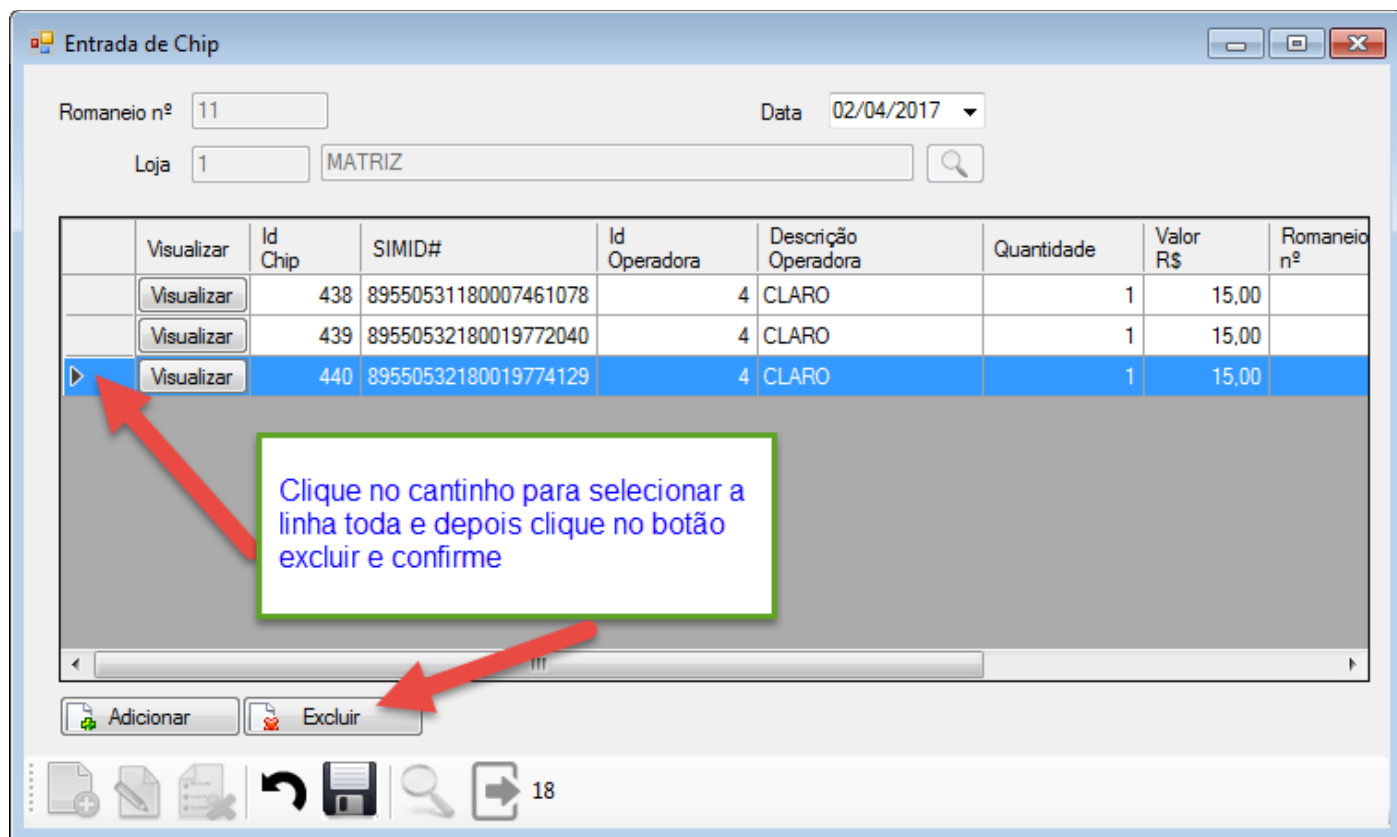 Entrada de Chip
Romaneio nº 11 Data 02/04/2017
Loja 1 MATRIZ
Visualizar Id Chip SIMID# Id Operadora Descrição Operadora Quantidade Valor R$ Romaneio nº
Visualizar 438 89550531180007461078 4 CLARO 1 15,00
Visualizar 439 89550532180019772040 4 CLARO 1 15,00
Visualizar 440 89550532180019774129 4 CLARO 1 15,00
Clique no cantinho para selecionar a
linha toda e depois clique no botão
excluir e confirme
Adicionar Excluir
18